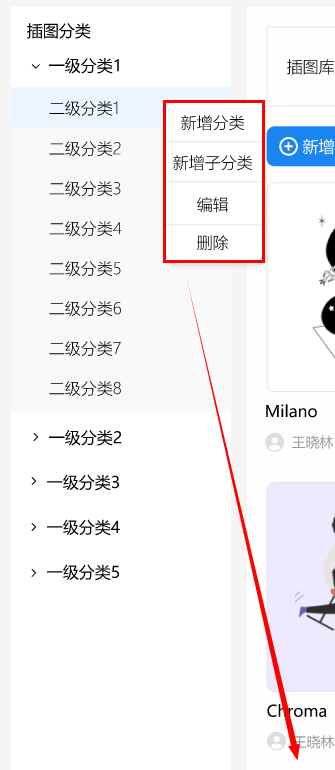 插图分类
一级分类1
二级分类1
二级分类2
二级分类3
二级分类4
二级分类5
二级分类6
二级分类7
二级分类8
一级分类2
一级分类3
一级分类4
一级分类5
新增分类
新增子分类
编辑
删除
插图库
新增
Milano
王晓林
Chroma
王晓林